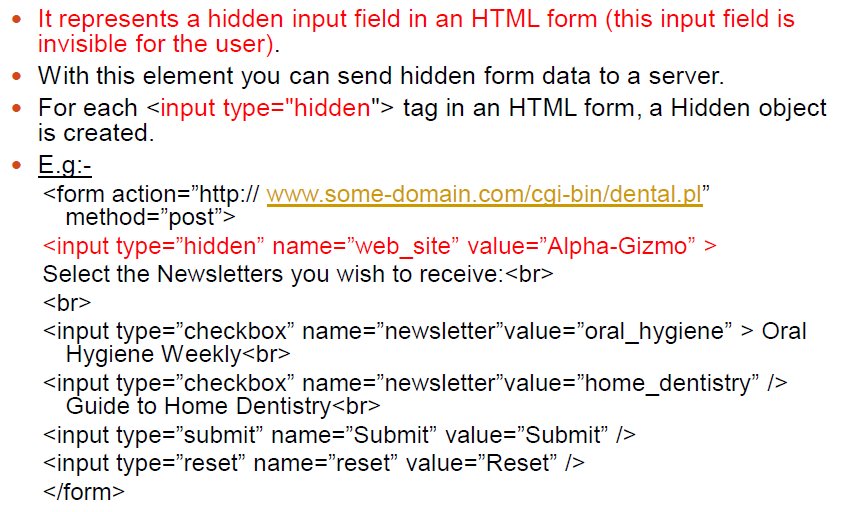 • It represents a hidden input field in an HTML form (this input field is
invisible for the user).
• With this element you can send hidden form data to a server.
• For each <input type="hidden"> tag in an HTML form, a Hidden object
is created.
• E.g:-
<form action=”http:// www.some-domain.com/cgi-bin/dental.pl”
method=”post”>
<input type=”hidden” name=”web_site” value=”Alpha-Gizmo” >
Select the Newsletters you wish to receive:<br>
<br>
<input type=”checkbox” name=”newsletter”value=”oral_hygiene” > Oral
Hygiene Weekly<br>
<input type=”checkbox” name=”newsletter”value=”home_dentistry” />
Guide to Home Dentistry<br>
<input type=”submit” name=”Submit” value=”Submit” />
<input type=”reset” name=”reset” value=”Reset” />
</form>